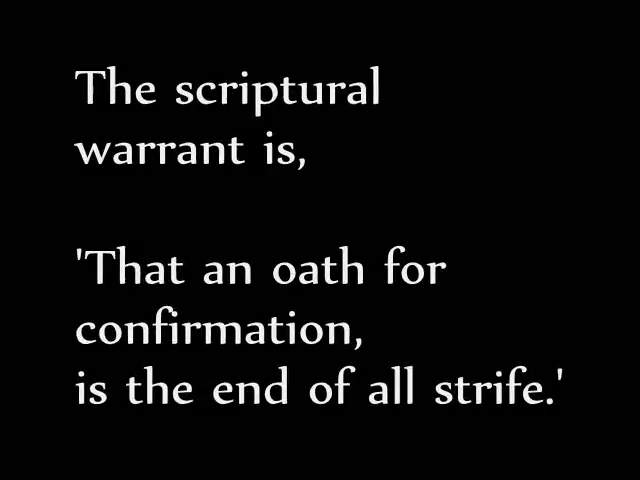 The scriptural
warrant is,
'That an oath for
confirmation,
is the end of all strife.'